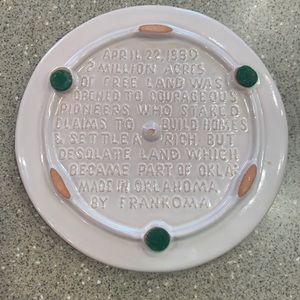 APRIL 22, 1889
2 MILLION ACRES
OF FREE LAND WAS
OPENED TO COURAGEOUS
PIONEERS WHO STAKED
CLAIMS TO BUILD HOMES
& SETTLE A RICH BUT
DESOLATE LAND WHICH
BECAME PART OF OKLA.
MADE IN OKLAHOMA
BY FRANKOMA